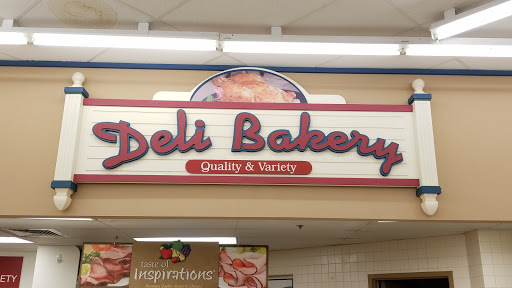 Deli Bakery
Quality & Variety
taste of
Inspirations
ETY